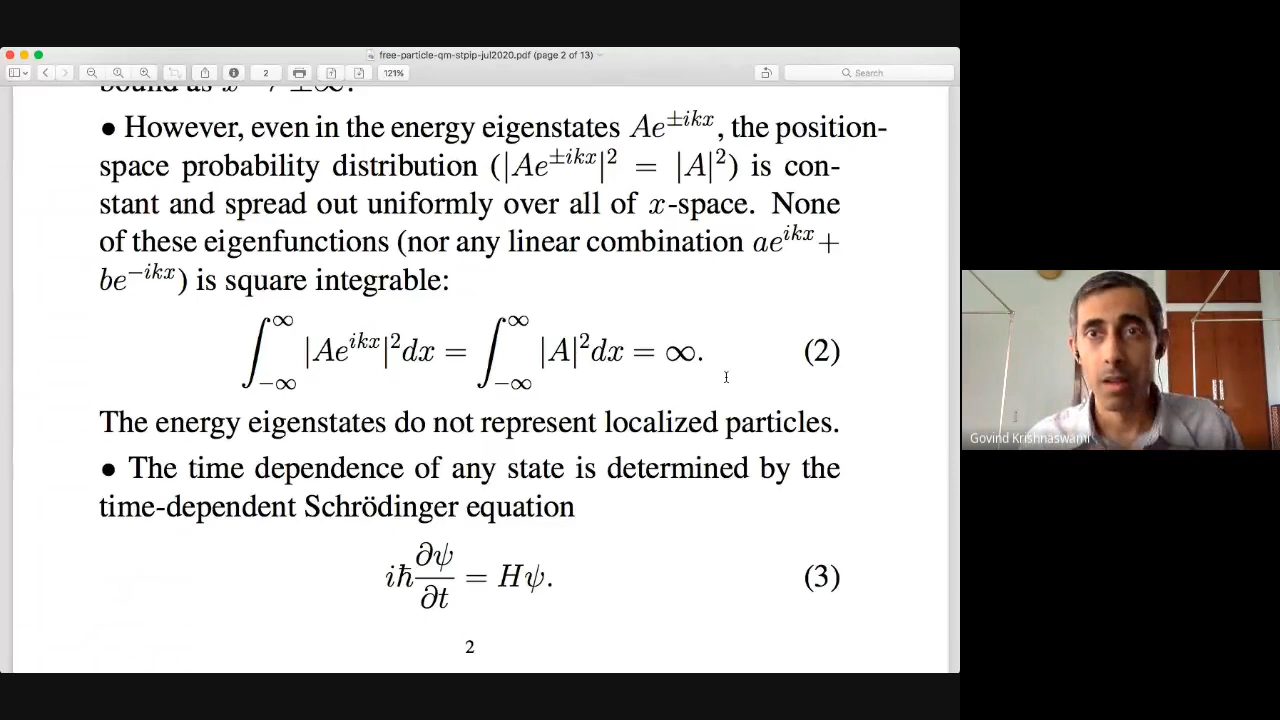 free-particle-qm-stpip-jul2020.pdf (page 2 of 13)
2
121%
Search
bound as x → ±∞.
• However, even in the energy eigenstates Ae^{±ikx}, the position-
space probability distribution (|Ae^{±ikx}|² = |A|²) is con-
stant and spread out uniformly over all of x-space. None
of these eigenfunctions (nor any linear combination ae^{ikx} +
be^{−ikx}) is square integrable:
∫_{−∞}^{∞} |Ae^{ikx}|² dx = ∫_{−∞}^{∞} |A|² dx = ∞. (2)
The energy eigenstates do not represent localized particles.
• The time dependence of any state is determined by the
time-dependent Schrödinger equation
iℏ ∂ψ/∂t = Hψ. (3)
2
Govind Krishnaswami